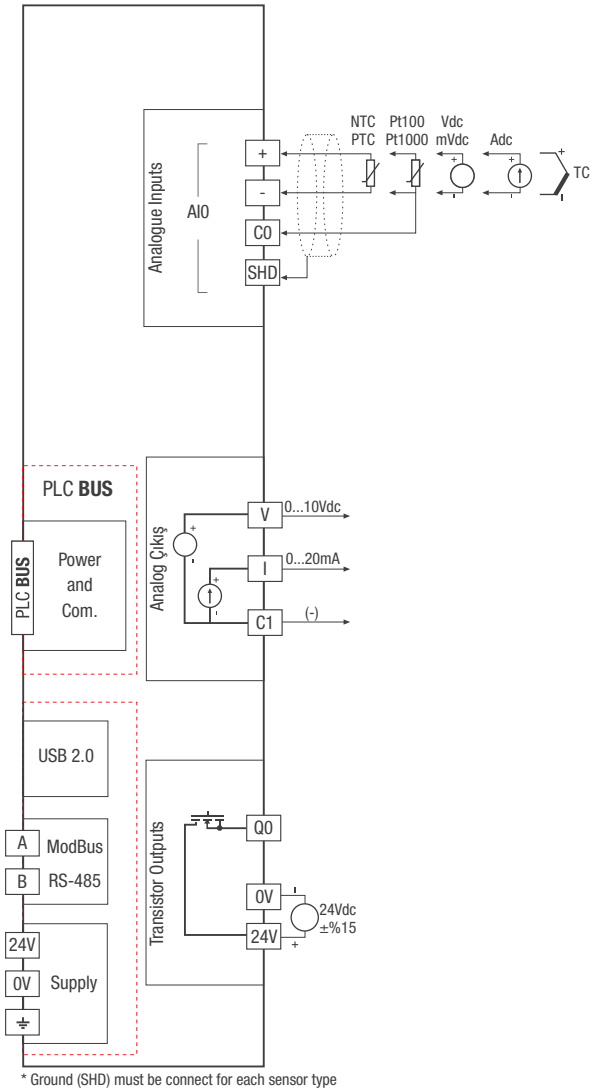 NTC Pt100 Vdc
PTC Pt1000 mVdc Adc
+
-
C0
SHD
AI0
Analogue Inputs
+ + + TC
- - -
PLC BUS
PLC BUS
Power
and
Com.
Analog Çıkış
V 0...10Vdc
I 0...20mA
C1 (-)
+
-
+
-
USB 2.0
A ModBus
B RS-485
24V
0V Supply
Transistor Outputs
Q0
0V -
24V +
24Vdc
±%15
* Ground (SHD) must be connect for each sensor type